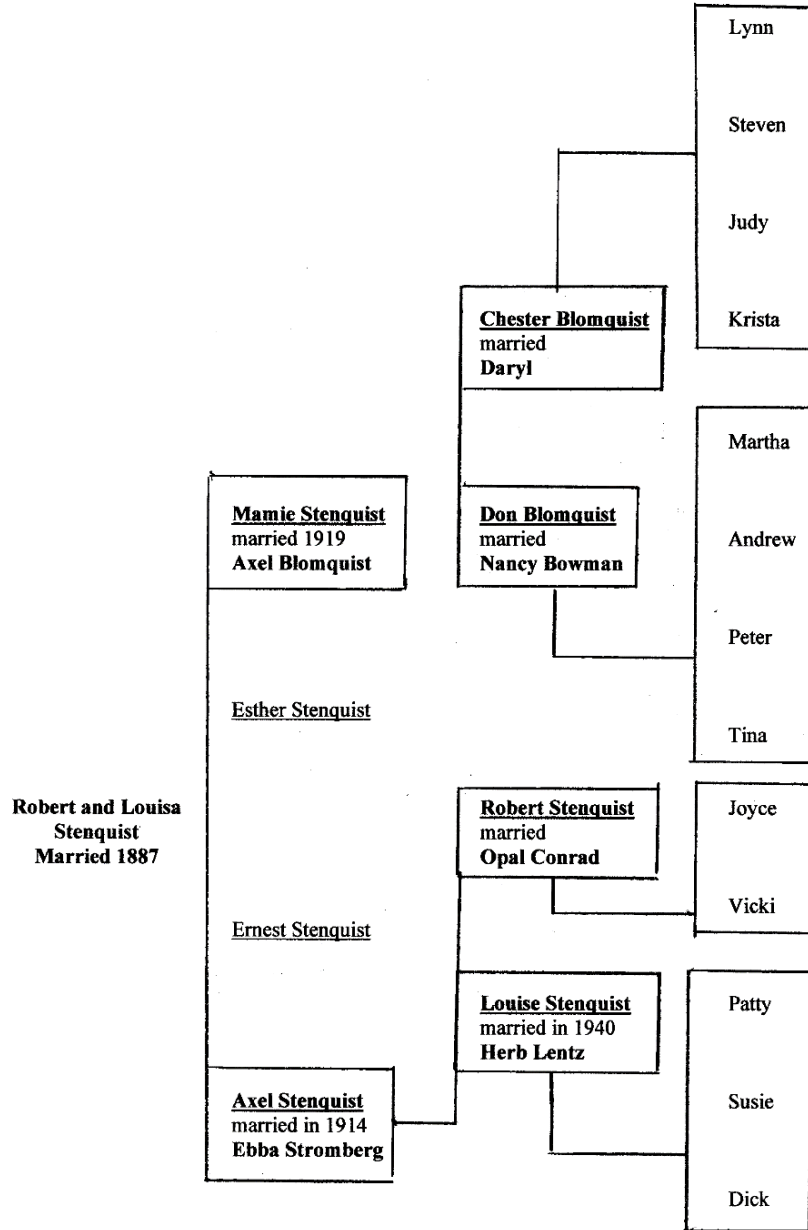 Lynn
Steven
Judy
Krista
Chester Blomquist
married
Daryl
Martha
Andrew
Peter
Tina
Don Blomquist
married
Nancy Bowman
Mamie Stenquist
married 1919
Axel Blomquist
Esther Stenquist
Robert and Louisa
Stenquist
Married 1887
Robert Stenquist
married
Opal Conrad
Joyce
Vicki
Ernest Stenquist
Louise Stenquist
married in 1940
Herb Lentz
Patty
Susie
Dick
Axel Stenquist
married in 1914
Ebba Stromberg